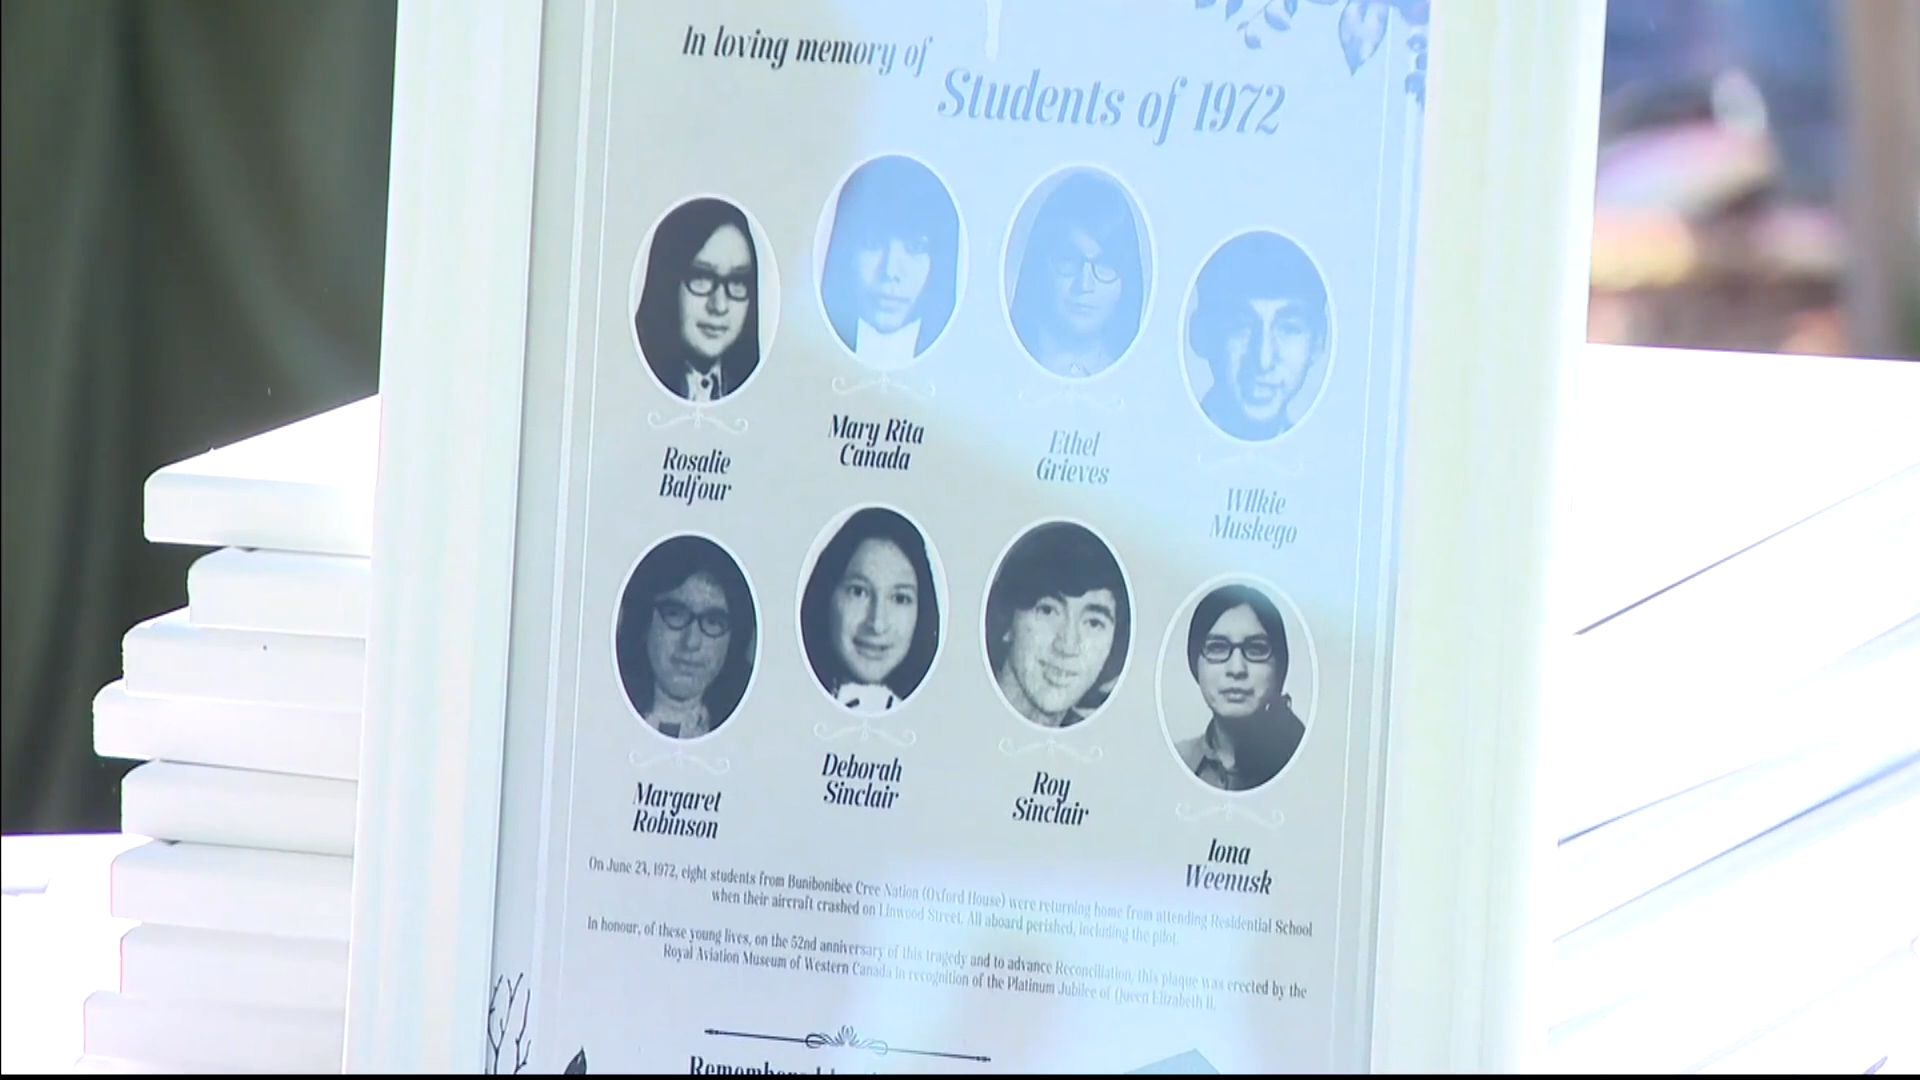 In loving memory of
Students of 1972
Rosalie
Balfour
Mary Rita
Canada
Ethel
Grieves
Wilkie
Muskego
Margaret
Robinson
Deborah
Sinclair
Roy
Sinclair
Iona
Weenusk
On June 24, 1972, eight students from Bunibonibee Cree Nation (Oxford House) were returning home from attending Residential School
when their aircraft crashed on Linwood Street. All aboard perished, including the pilot.
In honour, of these young lives, on the 52nd anniversary of this tragedy and to advance Reconciliation, this plaque was erected by the
Royal Aviation Museum of Western Canada in recognition of the Platinum Jubilee of Queen Elizabeth II.